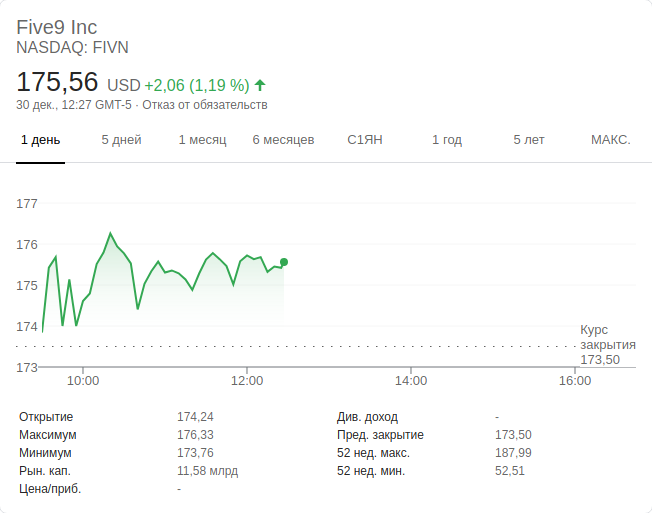 Five9 Inc
NASDAQ: FIVN
175,56 USD +2,06 (1,19 %)
30 дек., 12:27 GMT-5 · Отказ от обязательств
1 день 5 дней 1 месяц 6 месяцев С1ЯН 1 год 5 лет МАКС.
177
176
175
174
173
Курс
закрытия
173,50
10:00 12:00 14:00 16:00
Открытие 174,24 Див. доход -
Максимум 176,33 Пред. закрытие 173,50
Минимум 173,76 52 нед. макс. 187,99
Рын. кап. 11,58 млрд 52 нед. мин. 52,51
Цена/приб. -